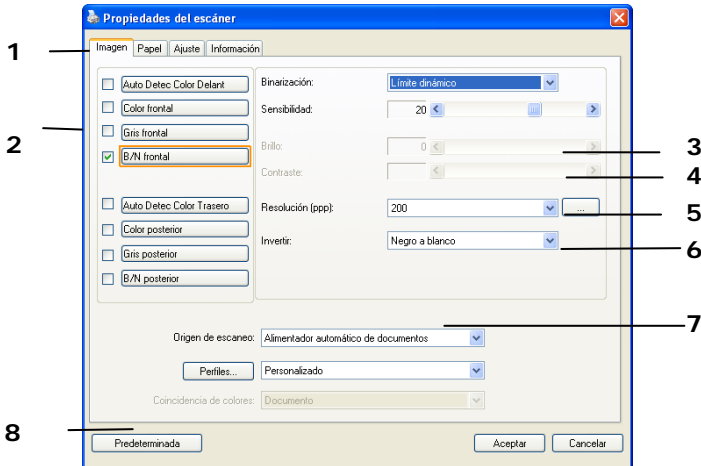 Propiedades del escáner
1
Imagen Papel Ajuste Información
Auto Detec Color Delant
Color frontal
Gris frontal
B/N frontal
2
Auto Detec Color Trasero
Color posterior
Gris posterior
B/N posterior
Binarización: Límite dinámico
Sensibilidad: 20
Brillo: 0
3
Contraste:
4
Resolución (ppp): 200 ...
5
Invertir: Negro a blanco
6
7
Origen de escaneo: Alimentador automático de documentos
Perfiles... Personalizado
Coincidencia de colores: Documento
8
Predeterminada Aceptar Cancelar